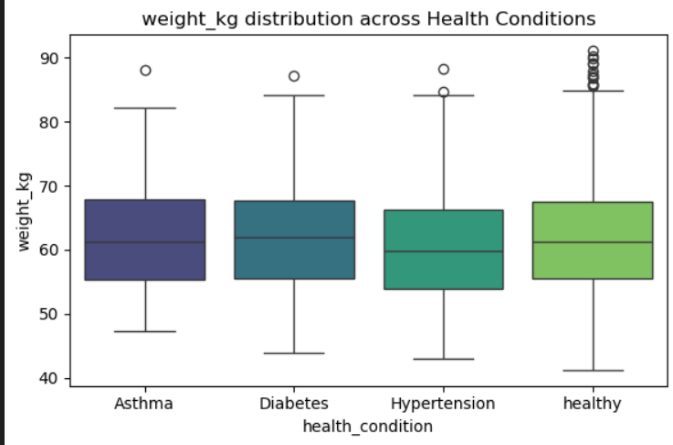 weight_kg distribution across Health Conditions
90
80
70
60
50
40
weight_kg
Asthma Diabetes Hypertension healthy
health_condition